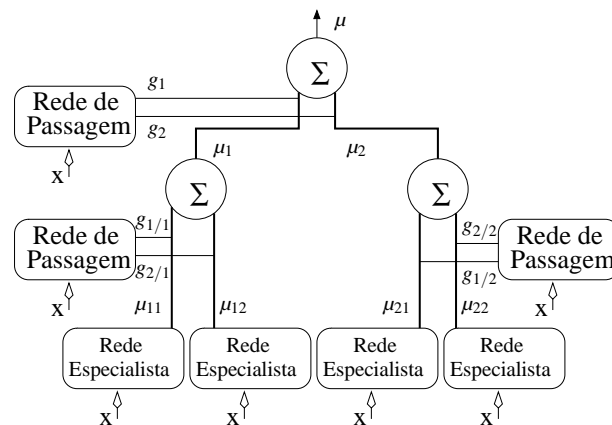 μ
Σ
g1
Rede de
Passagem
g2
x
μ1
μ2
Σ
Σ
g1/1
Rede de
Passagem
g2/1
x
g2/2
Rede de
Passagem
g1/2
x
μ11
μ12
μ21
μ22
Rede
Especialista
Rede
Especialista
Rede
Especialista
Rede
Especialista
x
x
x
x